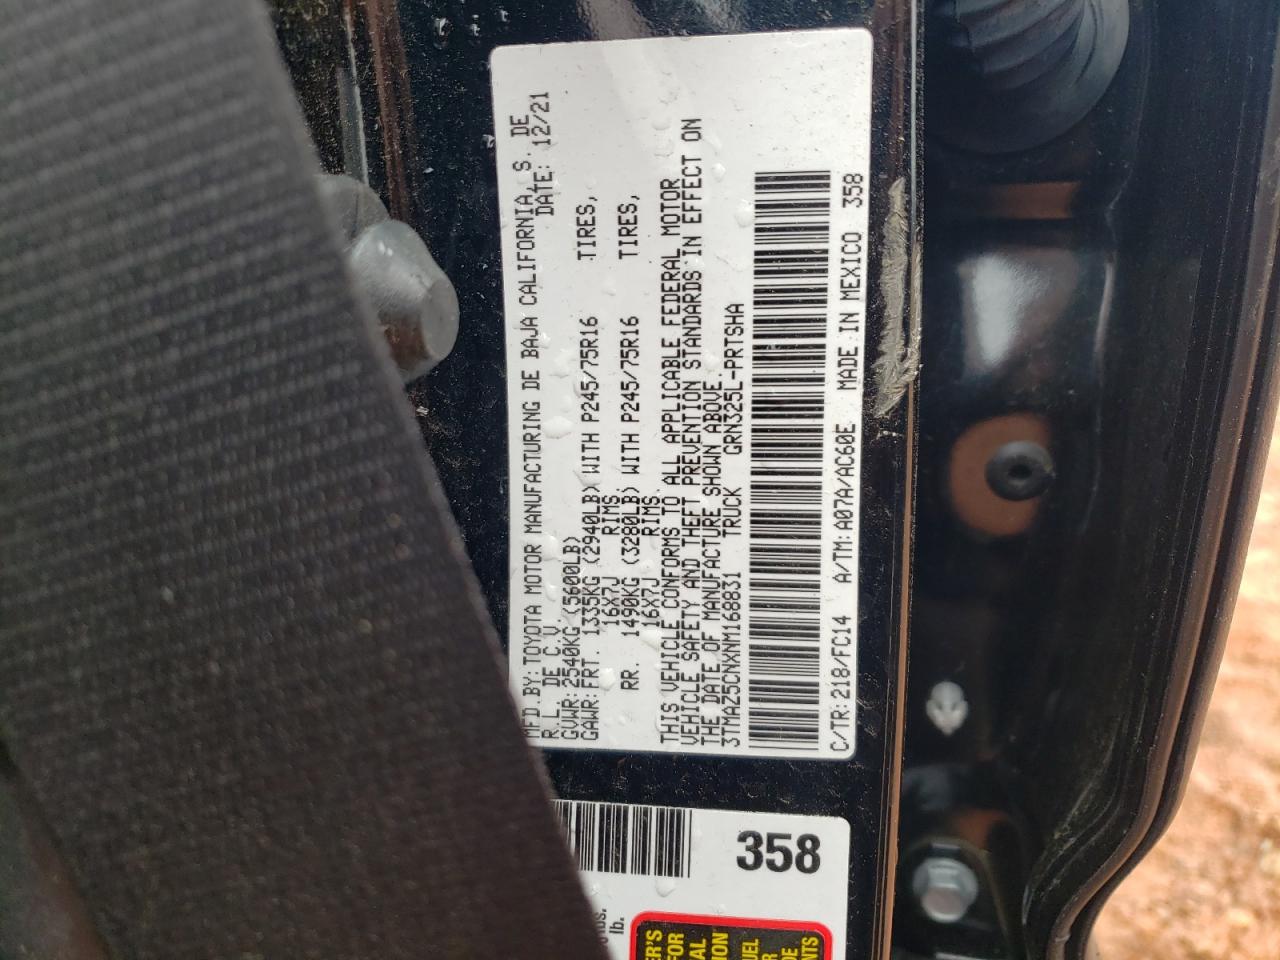 MFD.BY:TOYOTA MOTOR MANUFACTURING DE BAJA CALIFORNIA, S. DE
R.L. DE C.V. DATE: 12/21
GVWR:2540KG (5600LB)
GAWR:FRT. 1335KG (2940LB) WITH P245/75R16 TIRES,
16X7J RIMS.
RR. 1490KG (3280LB) WITH P245/75R16 TIRES,
16X7J RIMS.
THIS VEHICLE CONFORMS TO ALL APPLICABLE FEDERAL MOTOR
VEHICLE SAFETY AND THEFT PREVENTION STANDARDS IN EFFECT ON
THE DATE OF MANUFACTURE SHOWN ABOVE.
3TMAZ5CNXNM168831 TRUCK GRN325L-PRTSHA
C/TR:218/FC14 A/TM:A07A/AC60E MADE IN MEXICO 358
358
lb.
FOR